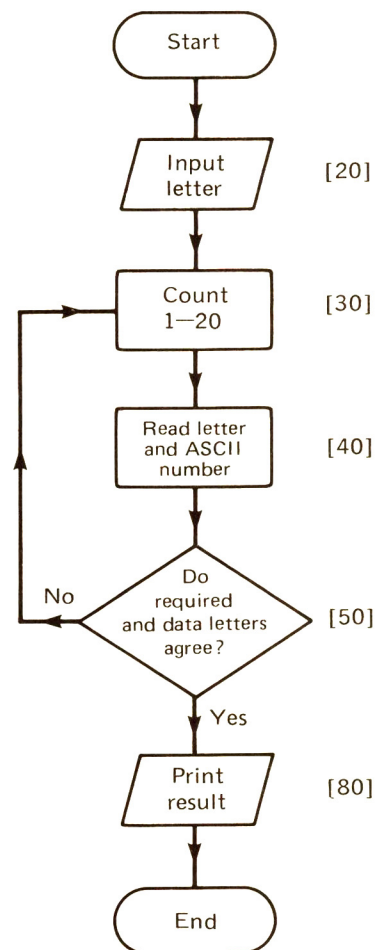 Start
Input
letter
[20]
Count
1—20
[30]
Read letter
and ASCII
number
[40]
Do
required
and data letters
agree?
[50]
No
Yes
Print
result
[80]
End